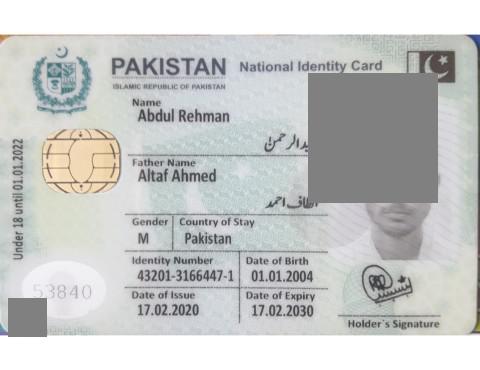 PAKISTAN National Identity Card
ISLAMIC REPUBLIC OF PAKISTAN
Name
Abdul Rehman
Father Name
Altaf Ahmed
الطاف احمد
Gender Country of Stay
M Pakistan
Identity Number Date of Birth
43201-3166447-1 01.01.2004
Date of Issue Date of Expiry
17.02.2020 17.02.2030
Holder's Signature
Under 18 until 01.01.2022
53840